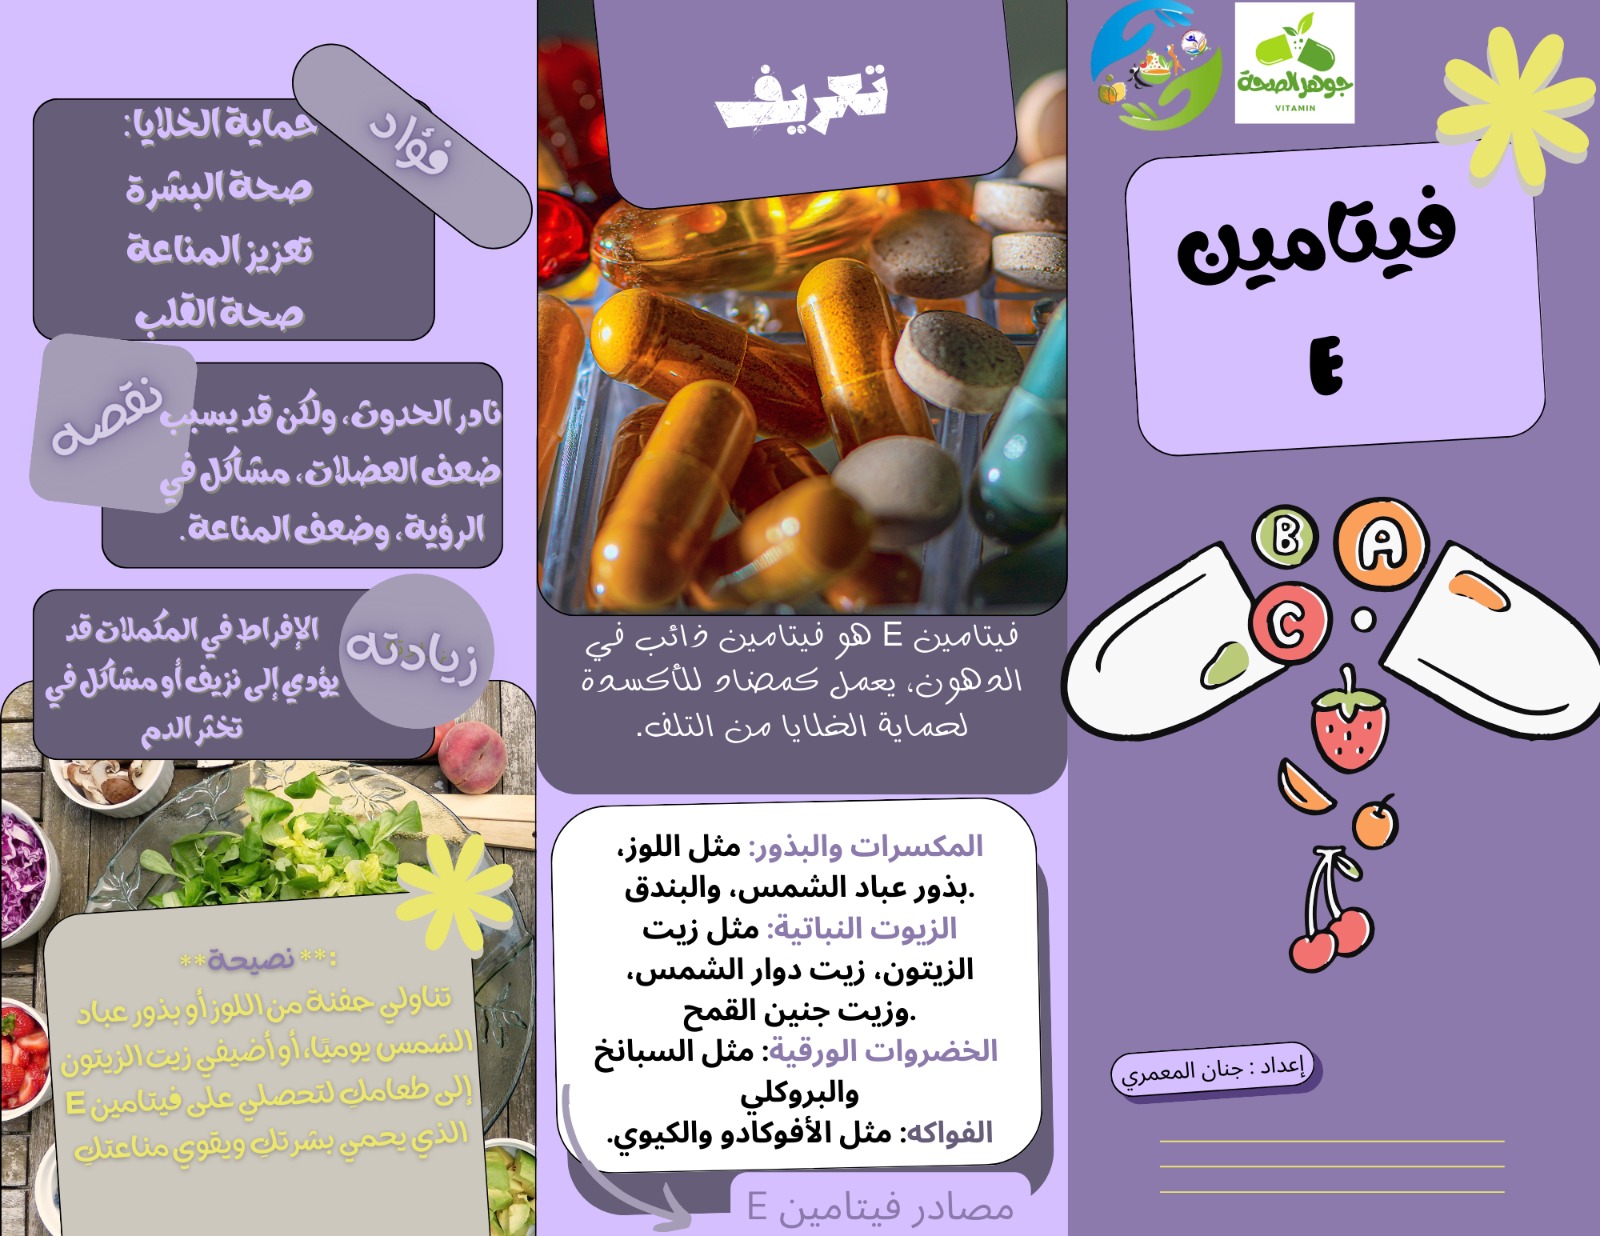 جوهر الصحة
VITAMIN
فيتامين
E
B
A
C
إعداد : جنان المعمري
تعريف
فيتامين E هو فيتامين ذائب في
الدهون، يعمل كمضاد للأكسدة
لحماية الخلايا من التلف.
المكسرات والبذور: مثل اللوز،
بذور عباد الشمس، والبندق.
الزيوت النباتية: مثل زيت
الزيتون، زيت دوار الشمس،
وزيت جنين القمح.
الخضروات الورقية: مثل السبانخ
والبروكلي
الفواكه: مثل الأفوكادو والكيوي.
مصادر فيتامين E
فؤاد
حماية الخلايا:
صحة البشرة
تعزيز المناعة
صحة القلب
نقصه
نادر الحدوث، ولكن قد يسبب
ضعف العضلات، مشاكل في
الرؤية، وضعف المناعة.
زيادته
الإفراط في المكملات قد
يؤدي إلى نزيف أو مشاكل في
تخثر الدم
**نصيحة**:
تناولي حفنة من اللوز أو بذور عباد
الشمس يوميًا، أو أضيفي زيت الزيتون
إلى طعامكِ لتحصلي على فيتامين E
الذي يحمي بشرتكِ ويقوي مناعتكِ